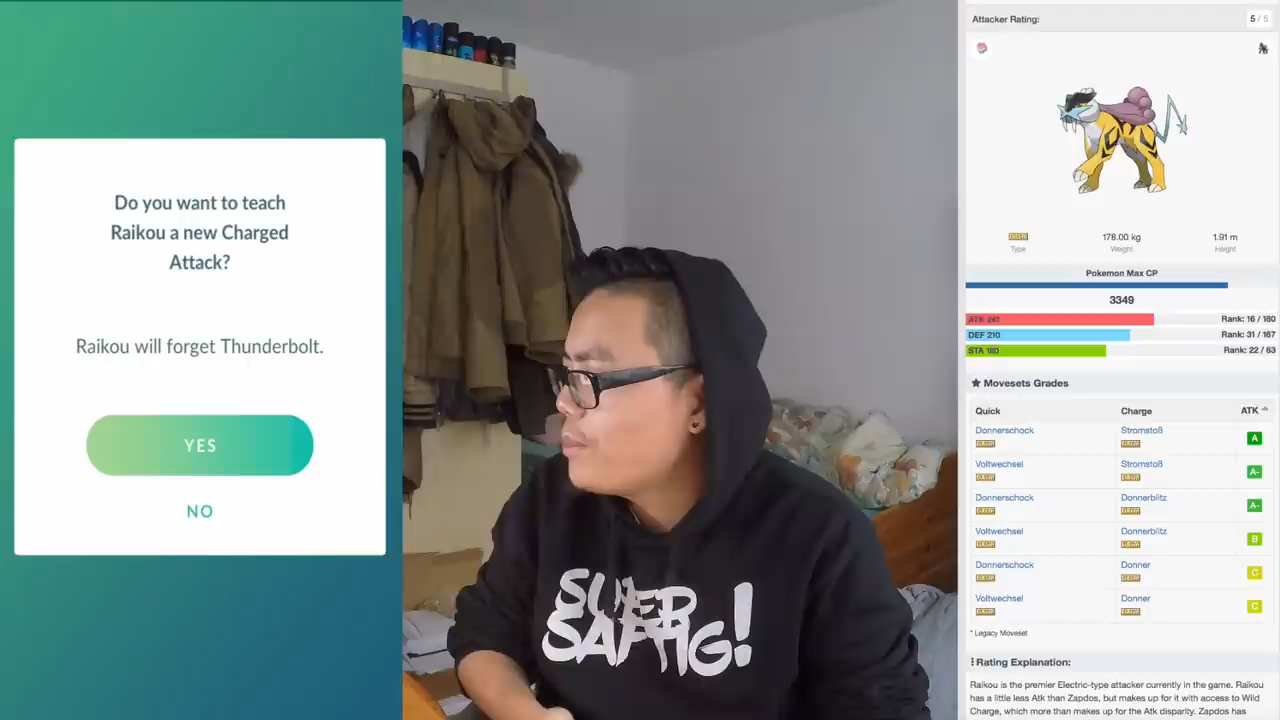 Do you want to teach
Raikou a new Charged
Attack?
Raikou will forget Thunderbolt.
YES
NO
SUPER
SAFTIG!
Attacker Rating:
5 / 5
178.00 kg
1.91 m
Type
Weight
Height
Pokemon Max CP
3349
ATK 241
Rank: 16 / 180
DEF 210
Rank: 31 / 167
STA 180
Rank: 22 / 63
Movesets Grades
Quick Charge ATK
Donnerschock Stromstoß A
Voltwechsel Stromstoß A-
Donnerschock Donnerblitz A-
Voltwechsel Donnerblitz B
Donnerschock Donner C
Voltwechsel Donner C
* Legacy Moveset
Rating Explanation:
Raikou is the premier Electric-type attacker currently in the game. Raikou
has a little less Atk than Zapdos, but makes up for it with access to Wild
Charge, which more than makes up for the Atk disparity. Zapdos has